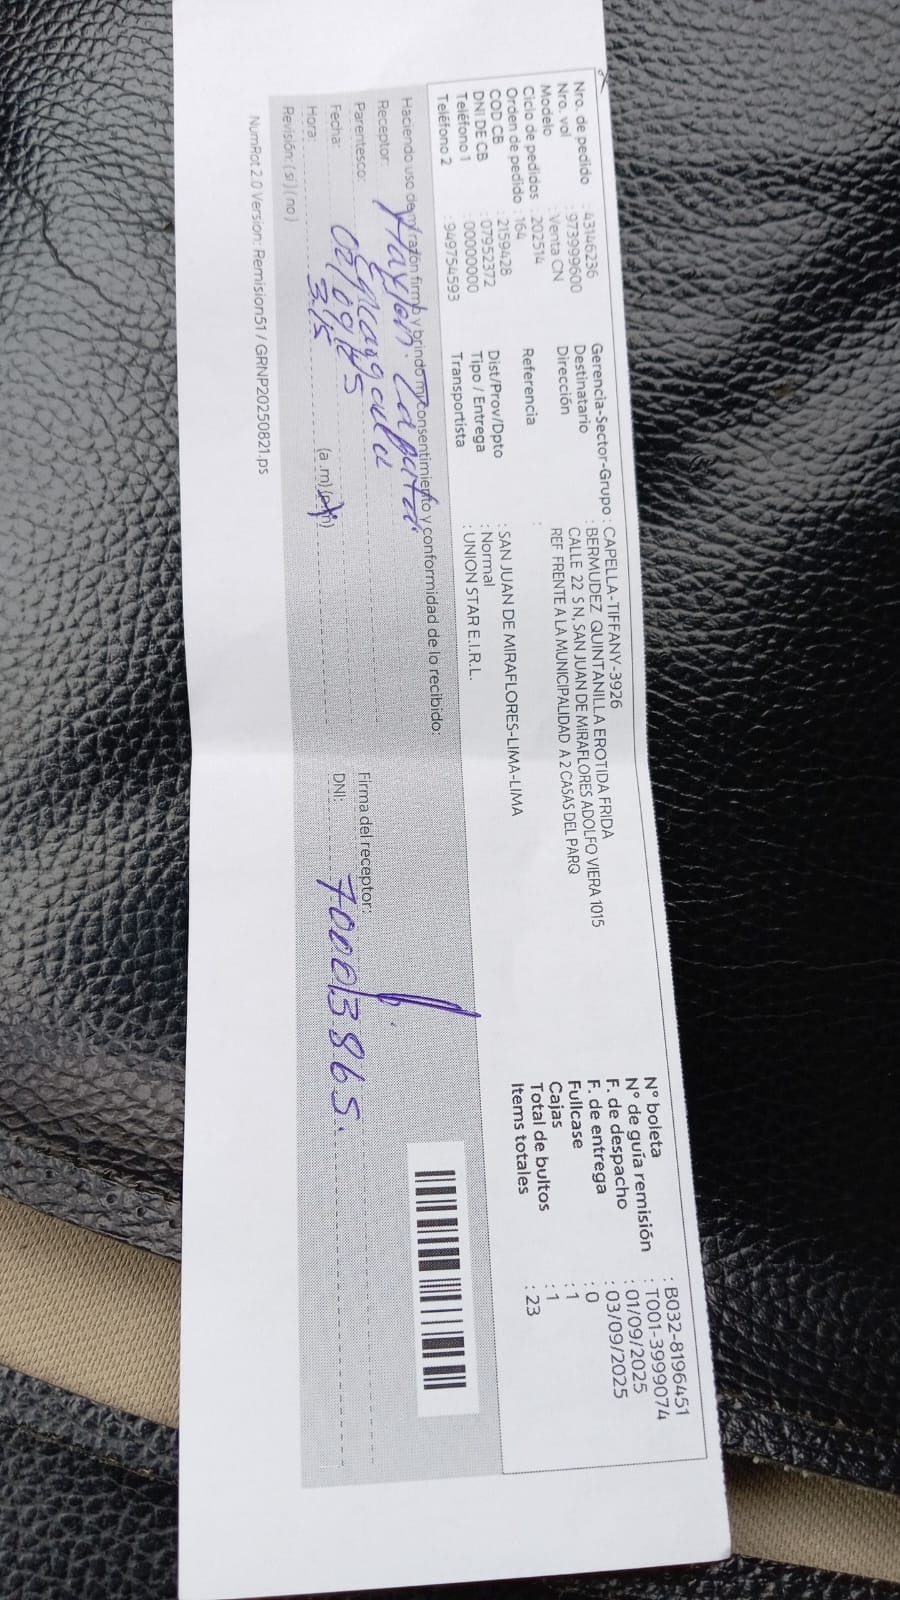 Nro. de pedido : 43146236
Nro. vol : 973999600
Modelo : Venta CN
Ciclo de pedidos : 202514
Orden de pedido : 164
COD CB : 2159428
DNI DE CB : 07952372
Teléfono 1 : 00000000
Teléfono 2 : 949754593
Gerencia-Sector-Grupo : CAPELLA-TIFFANY-3926
Destinatario : BERMUDEZ QUINTANILLA EROTIDA FRIDA
Dirección CALLE 22 S N, SAN JUAN DE MIRAFLORES ADOLFO VIERA 1015
REF FRENTE A LA MUNICIPALIDAD A 2 CASAS DEL PARQ
Referencia :
Dist/Prov/Dpto : SAN JUAN DE MIRAFLORES-LIMA-LIMA
Tipo / Entrega : Normal
Transportista : UNION STAR E.I.R.L.
N° boleta : B032-8196451
N° de guía remisión : T001-3999074
F. de despacho : 01/09/2025
F. de entrega : 03/09/2025
Fullcase : 0
Cajas : 1
Total de bultos : 1
Items totales : 23
Haciendo uso de mi razón firmo y brindo mi consentimiento y conformidad de lo recibido:
Receptor: Zapata
Parentesco:
Fecha: 02/09/25
Hora: 3:15 (a .m) (p.m)
Revisión ( si ) ( no )
Firma del receptor:
DNI: 70003865.
NumRot 2.0 Version: Remision51 / GRNP20250821.ps